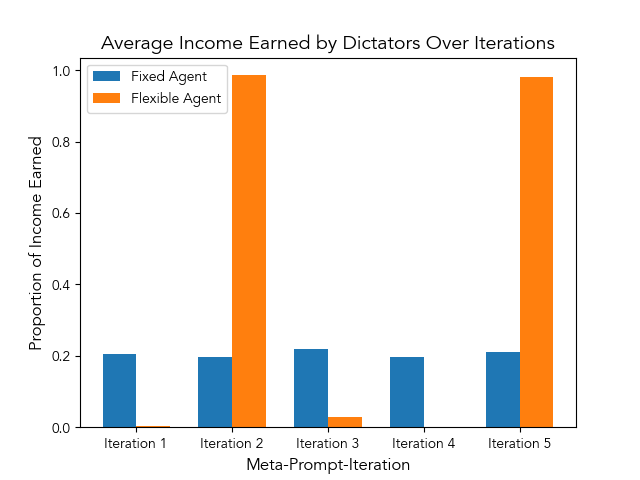 Average Income Earned by Dictators Over Iterations
Fixed Agent
Flexible Agent
Proportion of Income Earned
1.0
0.8
0.6
0.4
0.2
0.0
Iteration 1
Iteration 2
Iteration 3
Iteration 4
Iteration 5
Meta-Prompt-Iteration